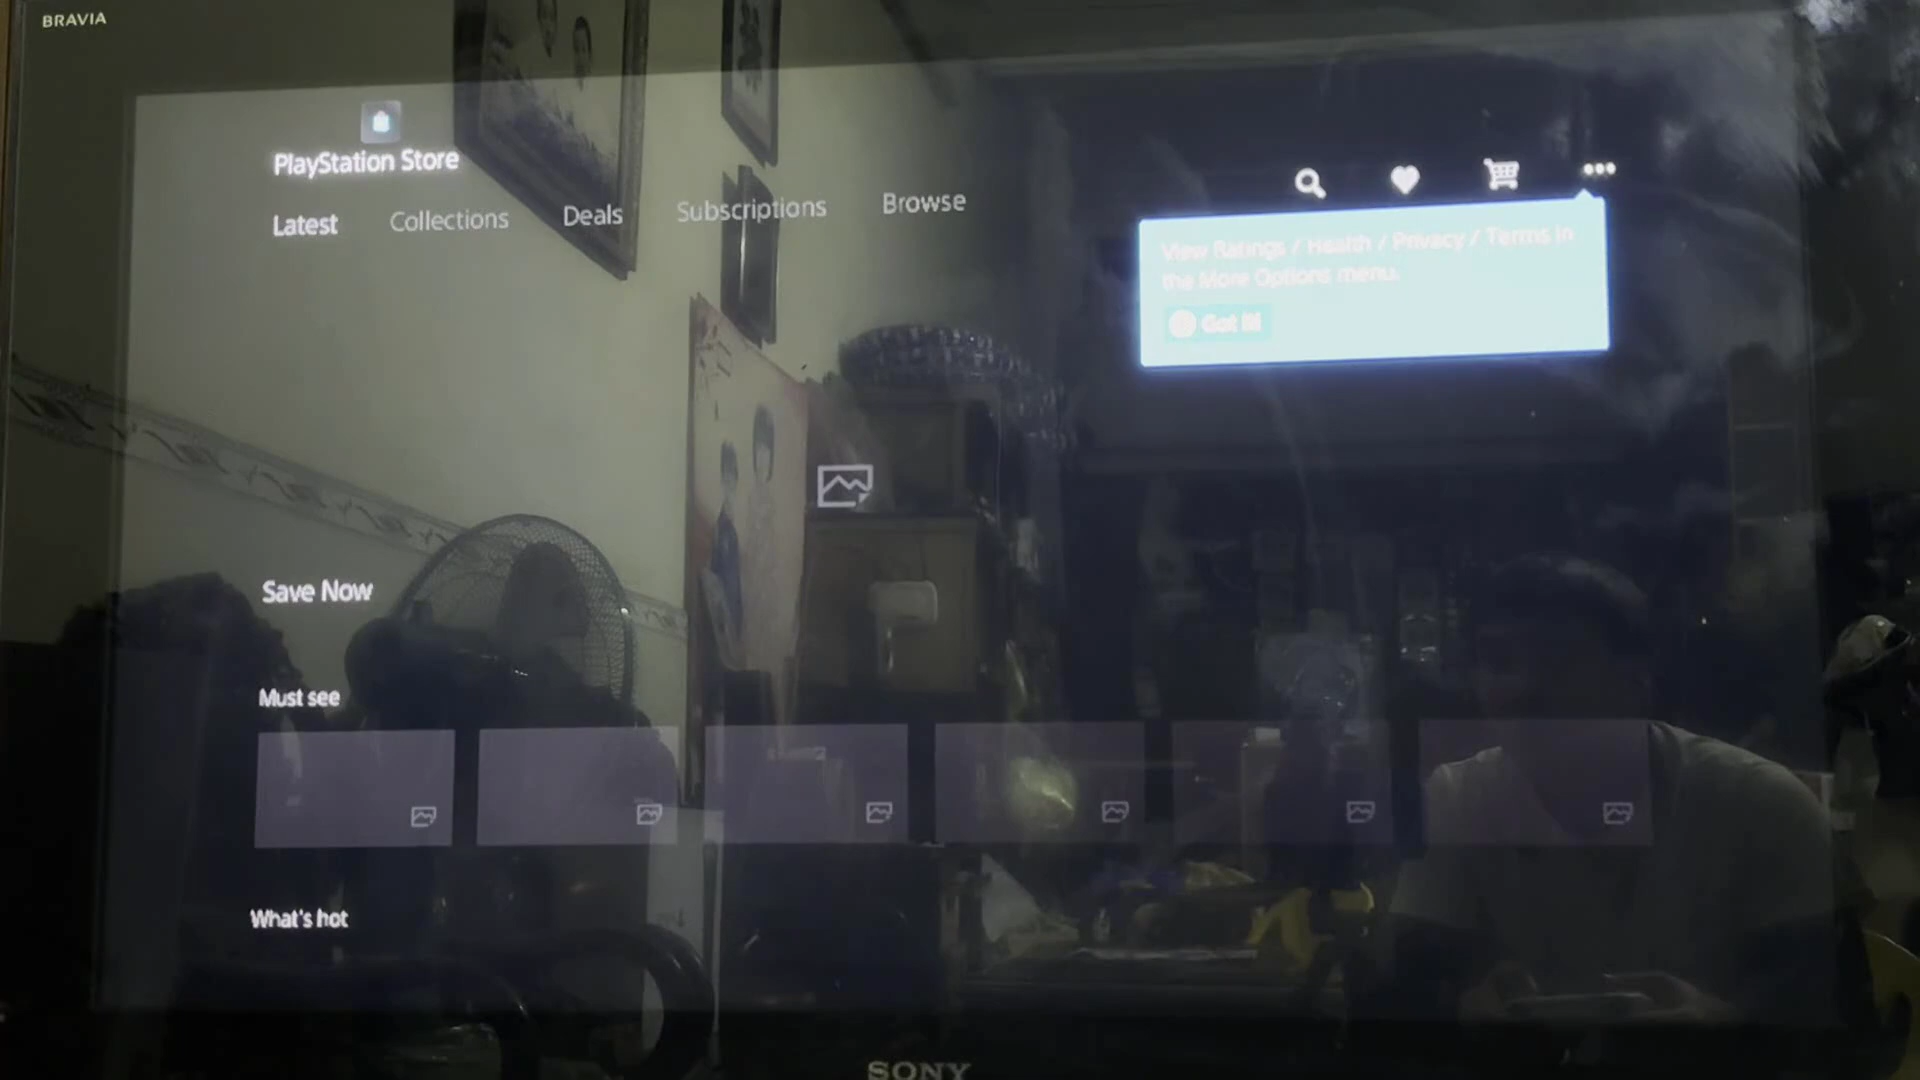 BRAVIA
PlayStation Store
Latest
Collections
Deals
Subscriptions
Browse
View Ratings / Health / Privacy / Terms in
the More Options menu.
Got It!
Save Now
Must see
What's hot
SONY